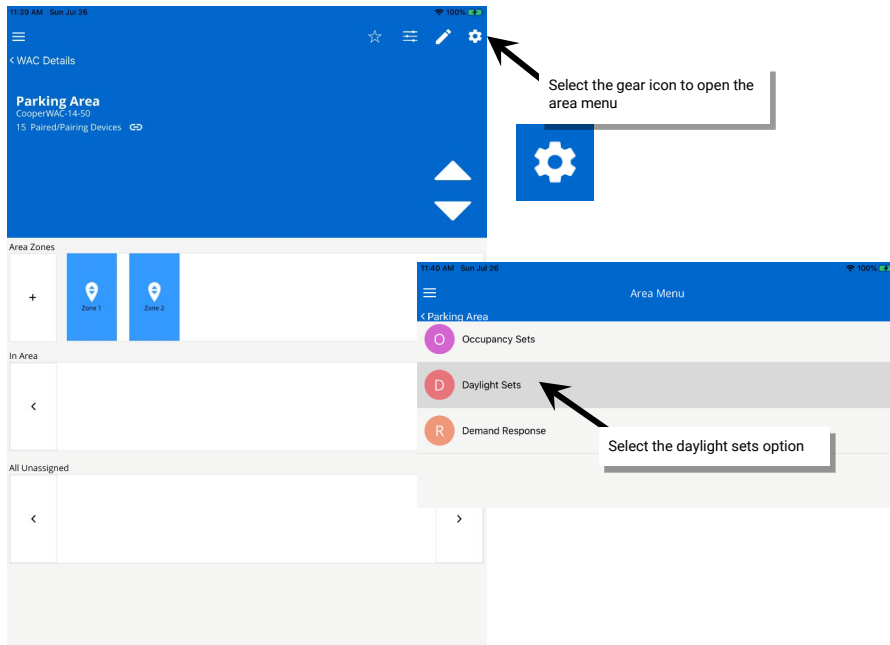 11:39 AM Sun Jul 26
100%
< WAC Details
Parking Area
CooperWAC-14-50
15 Paired/Pairing Devices
Select the gear icon to open the
area menu
Area Zones
+
Zone 1
Zone 2
In Area
<
All Unassigned
<
>
11:40 AM Sun Jul 26
100%
Area Menu
< Parking Area
O
Occupancy Sets
D
Daylight Sets
R
Demand Response
Select the daylight sets option